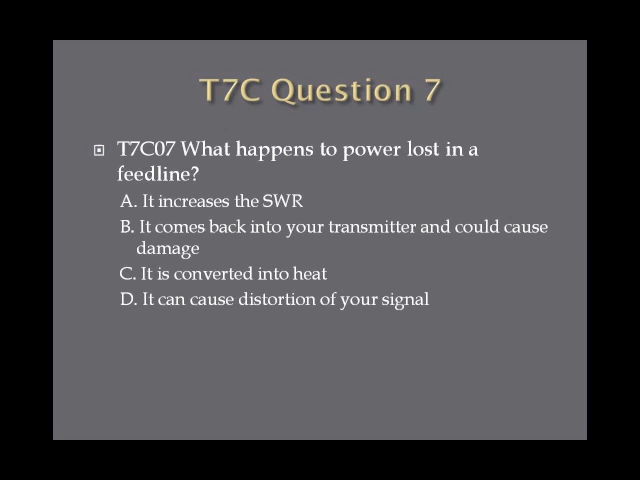 T7C Question 7
T7C07 What happens to power lost in a
feedline?
A. It increases the SWR
B. It comes back into your transmitter and could cause
damage
C. It is converted into heat
D. It can cause distortion of your signal